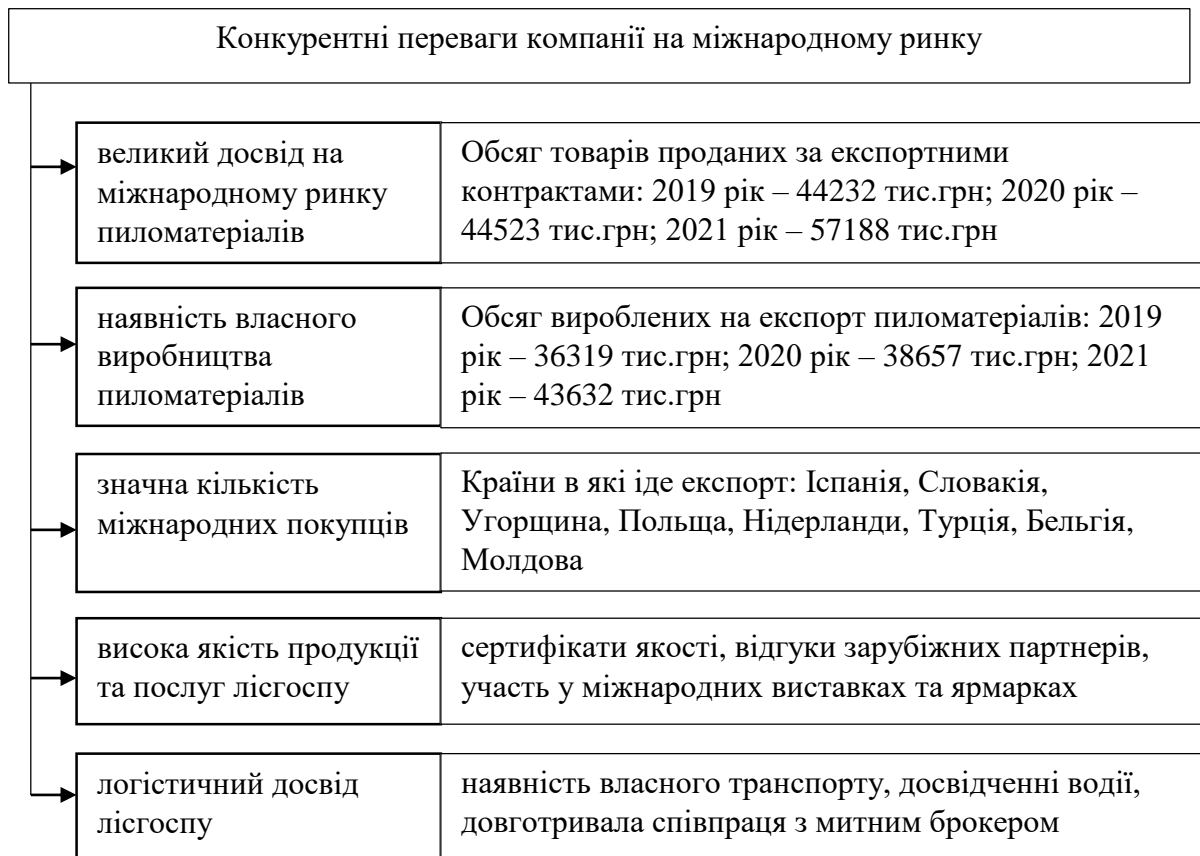 Конкурентні переваги компанії на міжнародному ринку
великий досвід на
міжнародному ринку
пиломатеріалів
Обсяг товарів проданих за експортними
контрактами: 2019 рік – 44232 тис.грн; 2020 рік –
44523 тис.грн; 2021 рік – 57188 тис.грн
наявність власного
виробництва
пиломатеріалів
Обсяг вироблених на експорт пиломатеріалів: 2019
рік – 36319 тис.грн; 2020 рік – 38657 тис.грн; 2021
рік – 43632 тис.грн
значна кількість
міжнародних покупців
Країни в які іде експорт: Іспанія, Словакія,
Угорщина, Польща, Нідерланди, Турція, Бельгія,
Молдова
висока якість продукції
та послуг лісгоспу
сертифікати якості, відгуки зарубіжних партнерів,
участь у міжнародних виставках та ярмарках
логістичний досвід
лісгоспу
наявність власного транспорту, досвідченні водії,
довготривала співпраця з митним брокером